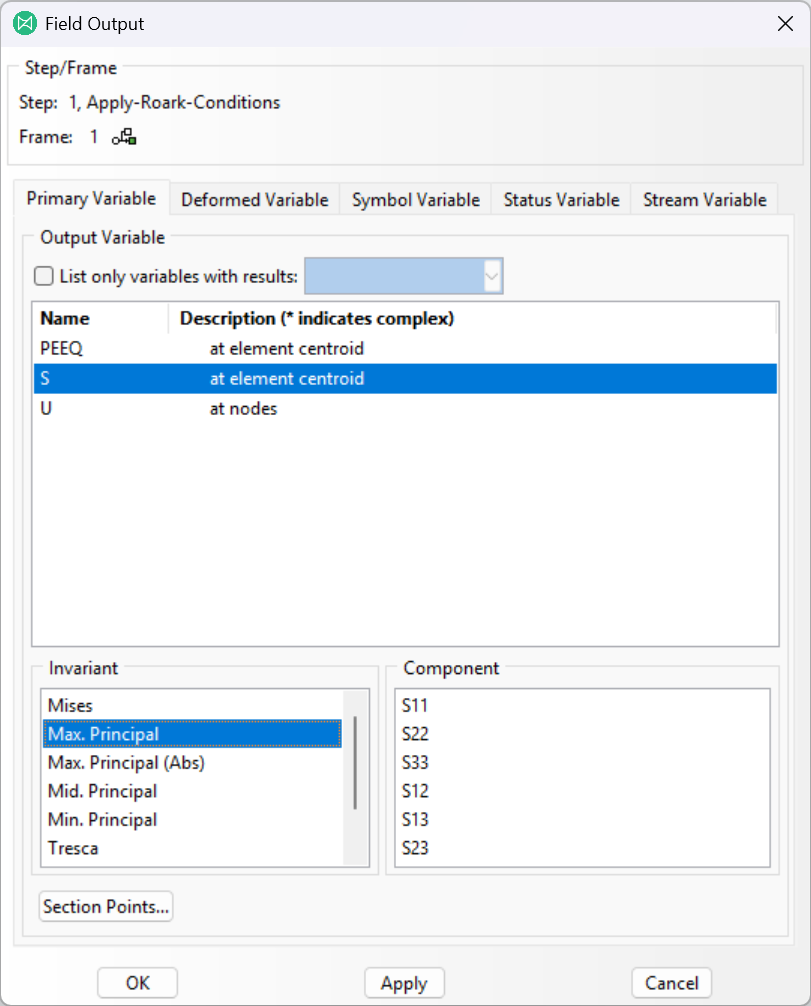 Field Output
Step/Frame
Step: 1, Apply-Roark-Conditions
Frame: 1
Primary Variable Deformed Variable Symbol Variable Status Variable Stream Variable
Output Variable
List only variables with results:
Name Description (* indicates complex)
PEEQ at element centroid
S at element centroid
U at nodes
Invariant
Mises
Max. Principal
Max. Principal (Abs)
Mid. Principal
Min. Principal
Tresca
Component
S11
S22
S33
S12
S13
S23
Section Points...
OK Apply Cancel